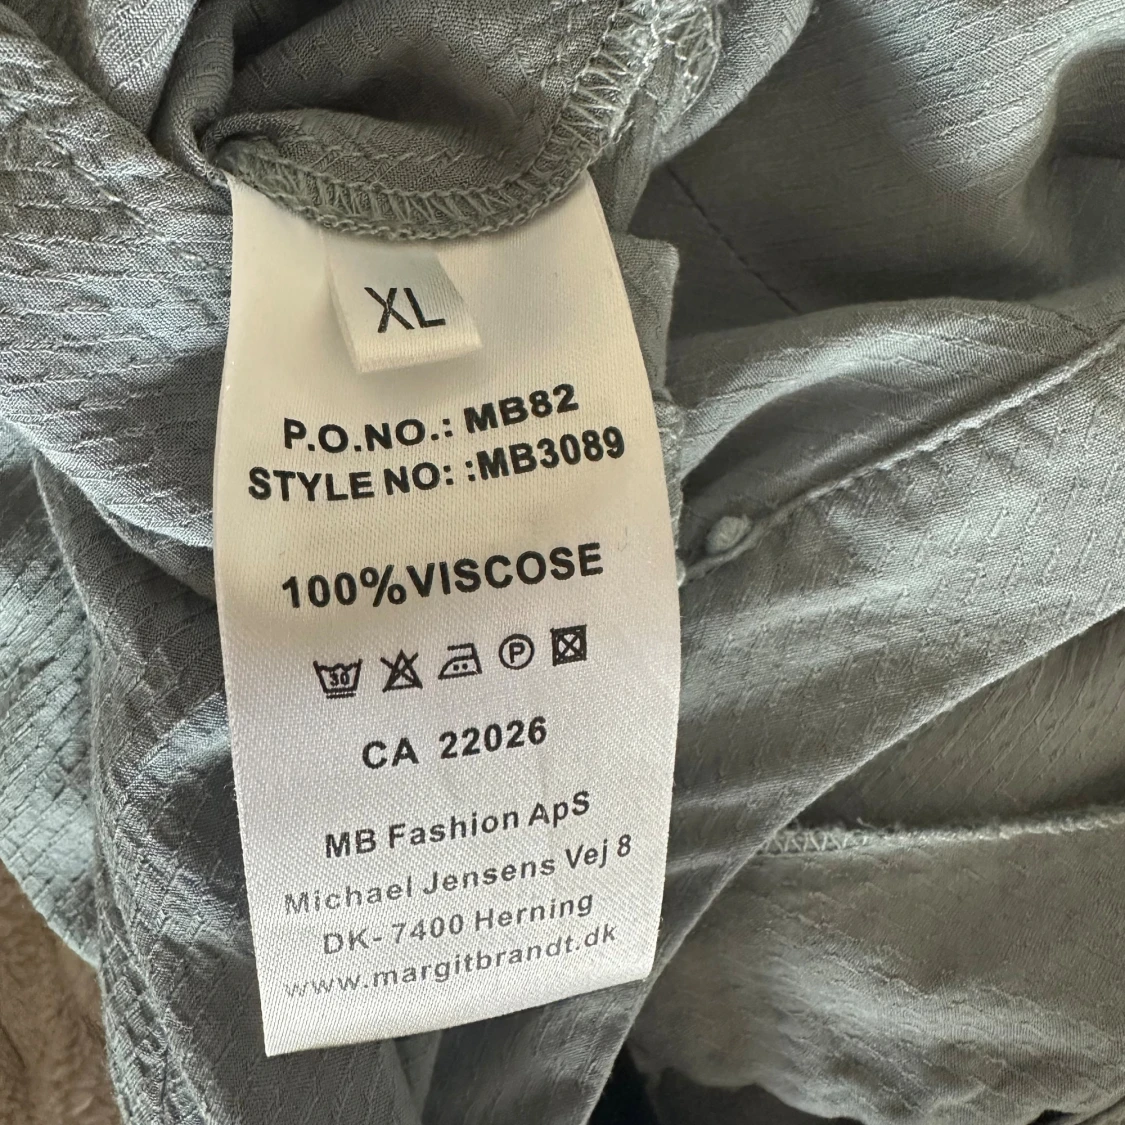 XL
P.O.NO.: MB82
STYLE NO: :MB3089
100%VISCOSE
30
P
CA 22026
MB Fashion ApS
Michael Jensens Vej 8
DK- 7400 Herning
www.margitbrandt.dk